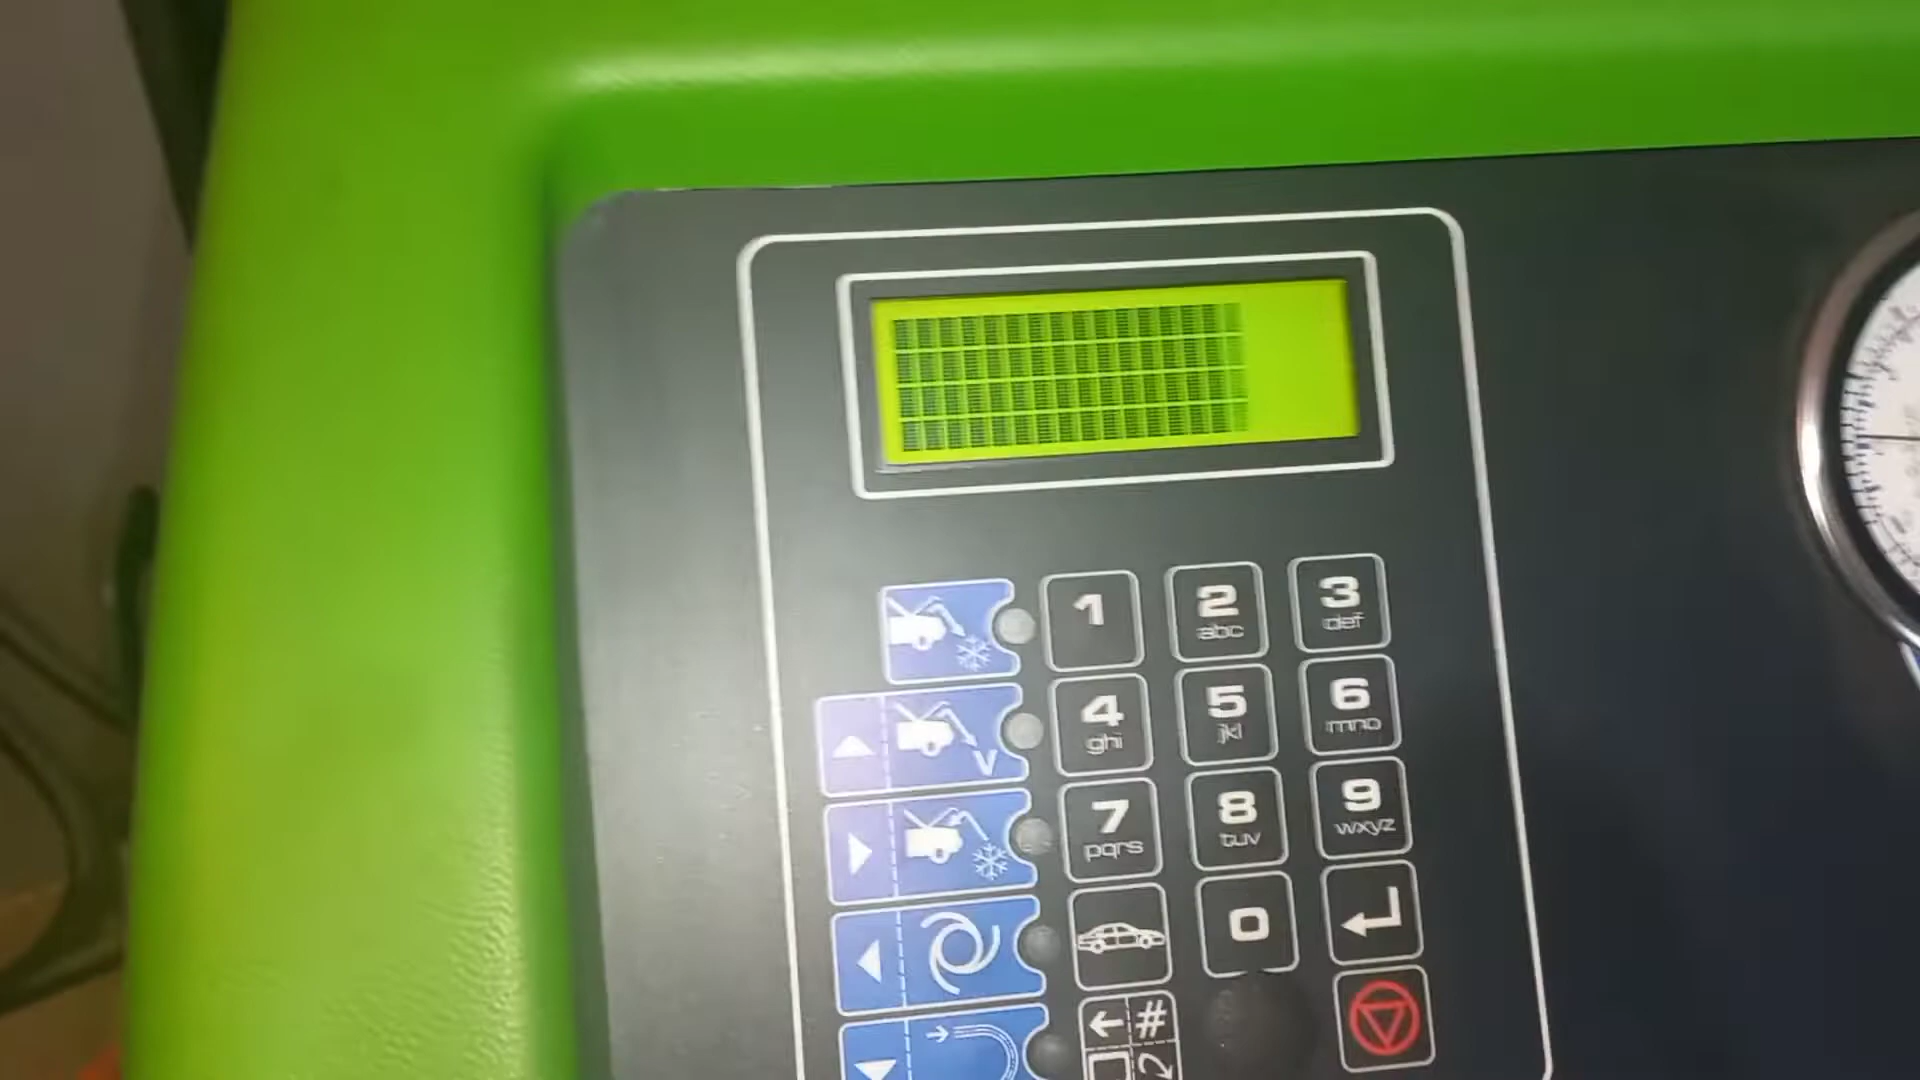 1 2 abc 3 def
V 4 ghi 5 jkl 6 mno
7 pqrs 8 tuv 9 wxyz
0
#